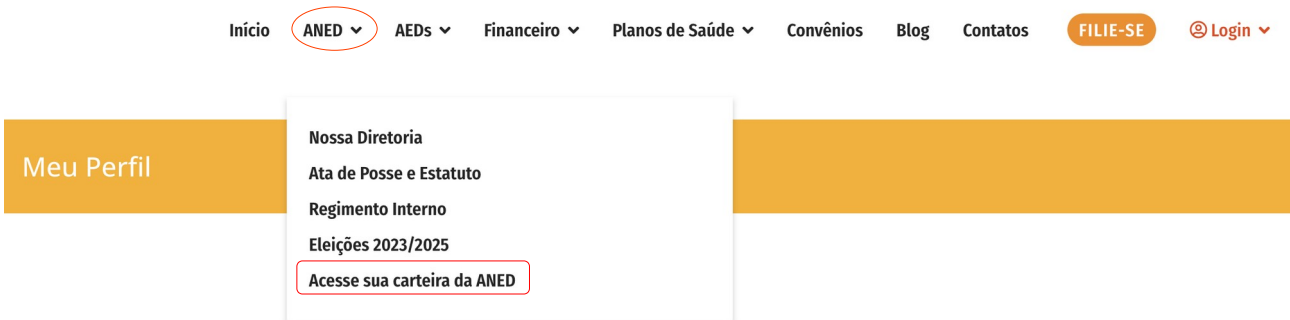 Início ANED AEDs Financeiro Planos de Saúde Convênios Blog Contatos FILIE-SE Login
Meu Perfil
Nossa Diretoria
Ata de Posse e Estatuto
Regimento Interno
Eleições 2023/2025
Acesse sua carteira da ANED